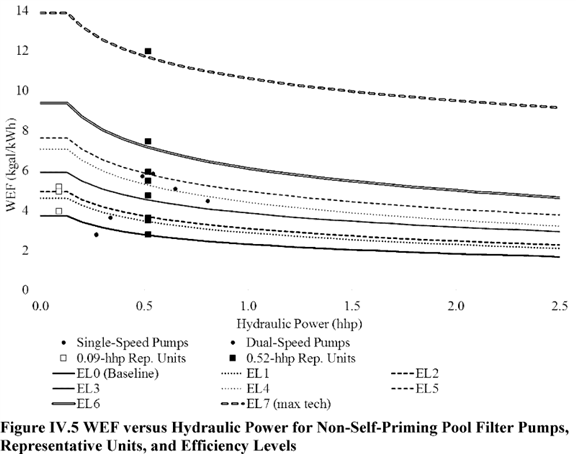 14
12
10
8
6
4
2
0
WEF (kgal/kWh)
0.0 0.5 1.0 1.5 2.0 2.5
Hydraulic Power (hhp)
Single-Speed Pumps Dual-Speed Pumps
0.09-hhp Rep. Units 0.52-hhp Rep. Units
EL0 (Baseline) EL1 EL2
EL3 EL4 EL5
EL6 EL7 (max tech)
Figure IV.5 WEF versus Hydraulic Power for Non-Self-Priming Pool Filter Pumps,
Representative Units, and Efficiency Levels